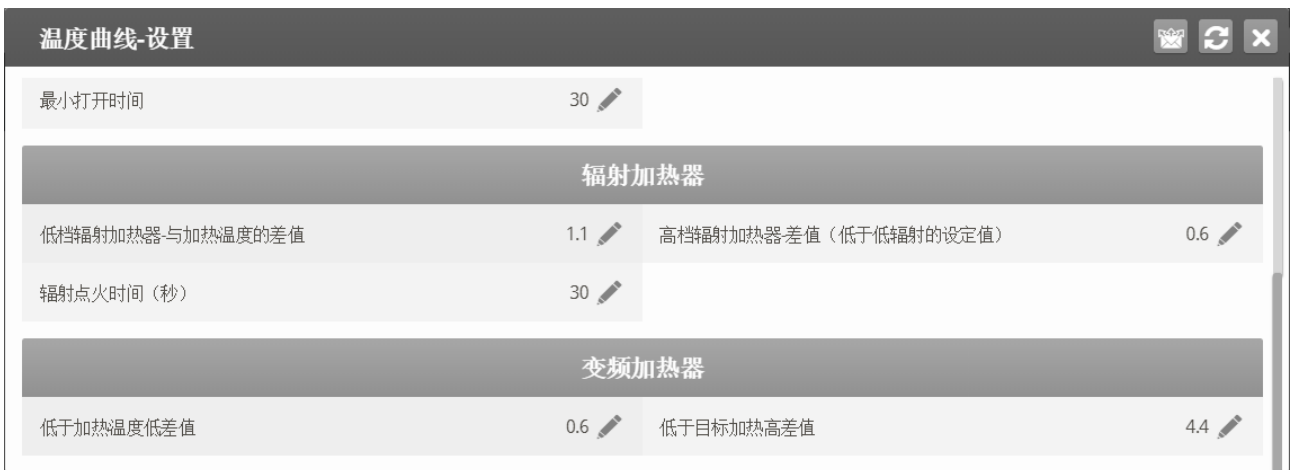 温度曲线-设置
最小打开时间 30
辐射加热器
低档辐射加热器-与加热温度的差值 1.1 高档辐射加热器-差值（低于低辐射的设定值） 0.6
辐射点火时间（秒） 30
变频加热器
低于加热温度低差值 0.6 低于目标加热高差值 4.4